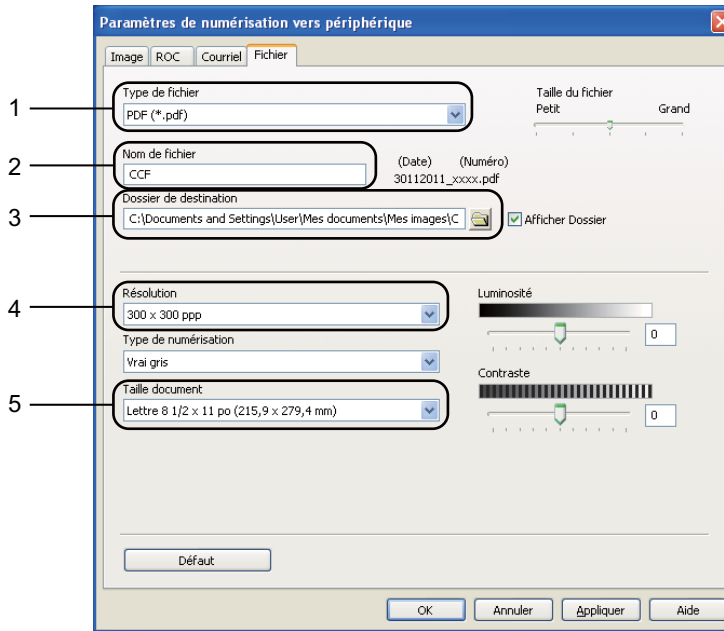 Paramètres de numérisation vers périphérique
Image ROC Courriel Fichier
1
Type de fichier
PDF (*.pdf)
Taille du fichier
Petit Grand
2
Nom de fichier
CCF
(Date) (Numéro)
30112011_xxxx.pdf
3
Dossier de destination
C:\Documents and Settings\User\Mes documents\Mes images\C
Afficher Dossier
4
Résolution
300 x 300 ppp
Luminosité
0
Type de numérisation
Vrai gris
5
Taille document
Lettre 8 1/2 x 11 po (215,9 x 279,4 mm)
Contraste
0
Défaut
OK Annuler Appliquer Aide